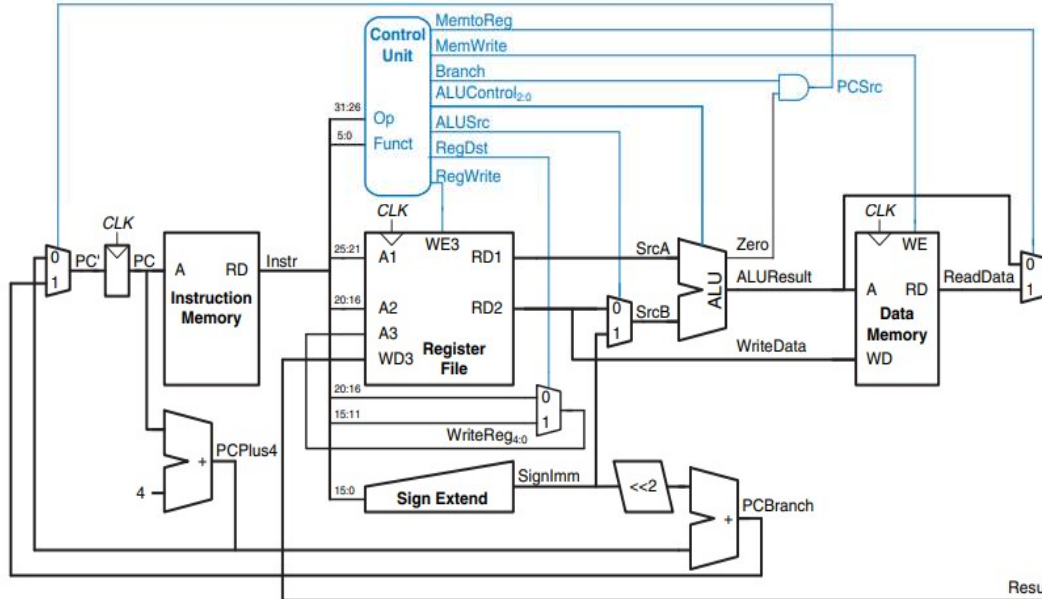 MemtoReg
Control
Unit
MemWrite
Branch
PCSrc
ALUControl2:0
31:26
Op
ALUSrc
5:0
Funct
RegDst
RegWrite
CLK
CLK
CLK
0
1
PC'
PC
A
RD
Instr
Instruction
Memory
25:21
A1
WE3
RD1
SrcA
Zero
WE
0
1
20:16
A2
RD2
0
1
SrcB
ALU
ALUResult
A
RD
ReadData
Data
Memory
A3
WD3
Register
File
WriteData
WD
20:16
0
15:11
1
WriteReg4:0
PCPlus4
+
4
15:0
Sign Extend
SignImm
<<2
+
PCBranch
Resu